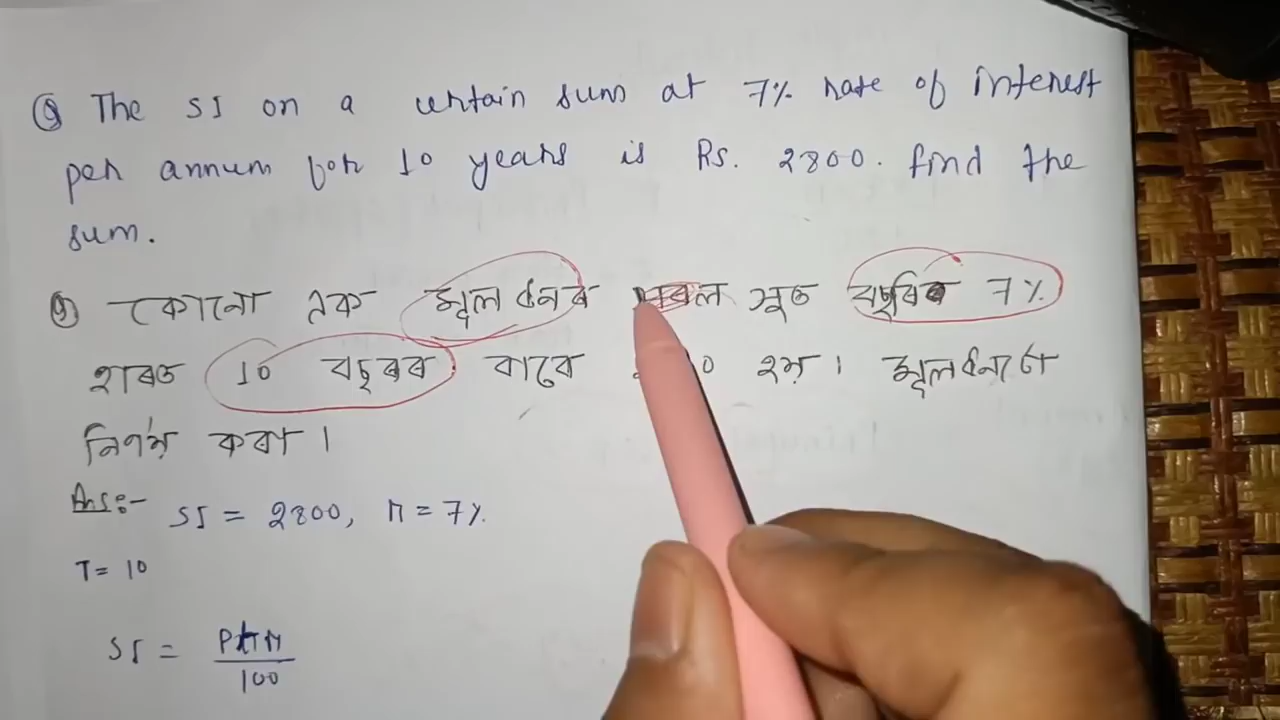 Q The SI on a certain sum at 7% rate of interest
per annum for 10 years is Rs. 2800. find the
sum.
Q কোনো এক মূলধনৰ সৰল সূত বছৰি 7%
হাৰত 10 বছৰৰ বাবে 0 হয়। মূলধনটো
নিৰ্ণয় কৰা।
Ans:- SI = 2800, r = 7%
T= 10
SI = PTr/100